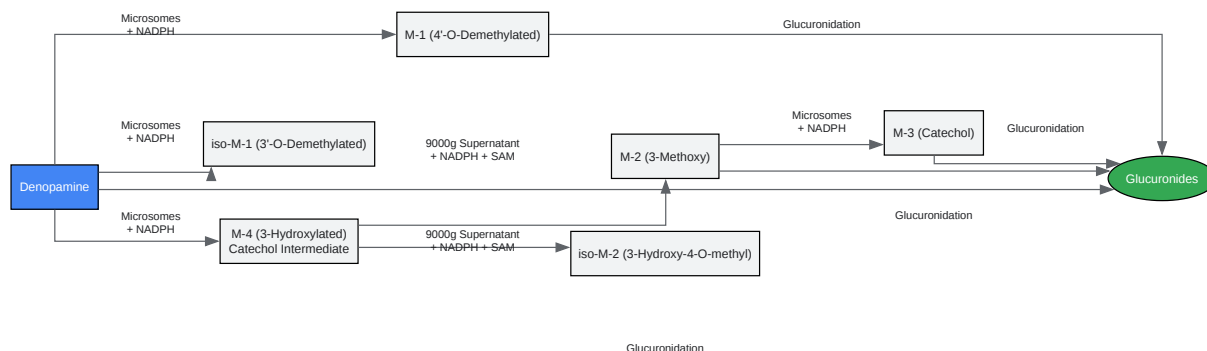 Microsomes
+ NADPH
M-1 (4'-O-Demethylated)
Glucuronidation
Microsomes
+ NADPH
iso-M-1 (3'-O-Demethylated)
9000g Supernatant
+ NADPH + SAM
M-2 (3-Methoxy)
Microsomes
+ NADPH
M-3 (Catechol)
Glucuronidation
Denopamine
Glucuronides
Microsomes
+ NADPH
M-4 (3-Hydroxylated)
Catechol Intermediate
9000g Supernatant
+ NADPH + SAM
iso-M-2 (3-Hydroxy-4-O-methyl)
Glucuronidation
Glucuronidation